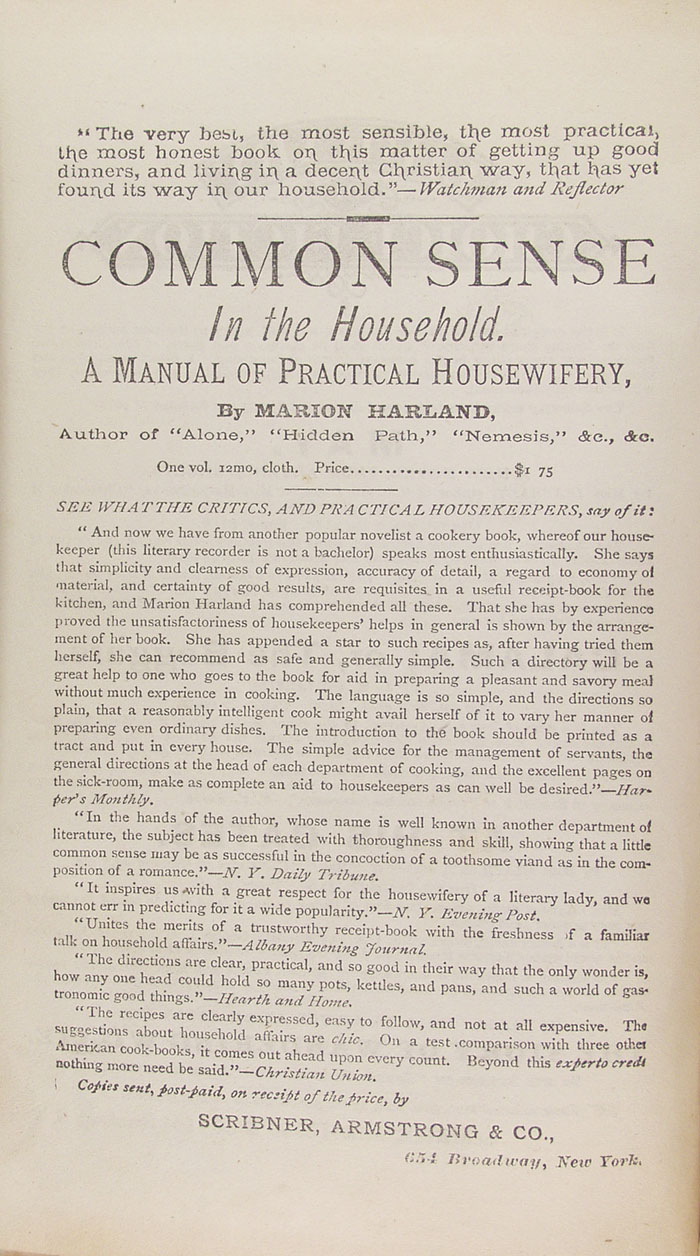 "The very best, the most sensible, the most practical,
the most honest book on this matter of getting up good
dinners, and living in a decent Christian way, that has yet
found its way in our household."—Watchman and Reflector
COMMON SENSE
In the Household.
A MANUAL OF PRACTICAL HOUSEWIFERY,
By MARION HARLAND,
Author of "Alone," "Hidden Path," "Nemesis," &c., &c.
One vol. 12mo, cloth. Price........................$1 75
SEE WHAT THE CRITICS, AND PRACTICAL HOUSEKEEPERS, say of it:
"And now we have from another popular novelist a cookery book, whereof our house-
keeper (this literary recorder is not a bachelor) speaks most enthusiastically. She says
that simplicity and clearness of expression, accuracy of detail, a regard to economy of
material, and certainty of good results, are requisites in a useful receipt-book for the
kitchen, and Marion Harland has comprehended all these. That she has by experience
proved the unsatisfactoriness of housekeepers' helps in general is shown by the arrange-
ment of her book. She has appended a star to such recipes as, after having tried them
herself, she can recommend as safe and generally simple. Such a directory will be a
great help to one who goes to the book for aid in preparing a pleasant and savory meal
without much experience in cooking. The language is so simple, and the directions so
plain, that a reasonably intelligent cook might avail herself of it to vary her manner of
preparing even ordinary dishes. The introduction to the book should be printed as a
tract and put in every house. The simple advice for the management of servants, the
general directions at the head of each department of cooking, and the excellent pages on
the sick-room, make as complete an aid to housekeepers as can well be desired."—Har-
per's Monthly.
"In the hands of the author, whose name is well known in another department of
literature, the subject has been treated with thoroughness and skill, showing that a little
common sense may be as successful in the concoction of a toothsome viand as in the com-
position of a romance."—N. Y. Daily Tribune.
"It inspires us with a great respect for the housewifery of a literary lady, and we
cannot err in predicting for it a wide popularity."—N. Y. Evening Post.
"Unites the merits of a trustworthy receipt-book with the freshness of a familiar
talk on household affairs."—Albany Evening Journal.
"The directions are clear, practical, and so good in their way that the only wonder is,
how any one head could hold so many pots, kettles, and pans, and such a world of gas-
tronomic good things."—Hearth and Home.
"The recipes are clearly expressed, easy to follow, and not at all expensive. The
suggestions about household affairs are chic. On a test comparison with three other
American cook-books, it comes out ahead upon every count. Beyond this experto credi
nothing more need be said."—Christian Union.
Copies sent, post-paid, on receipt of the price, by
SCRIBNER, ARMSTRONG & CO.,
654 Broadway, New York.